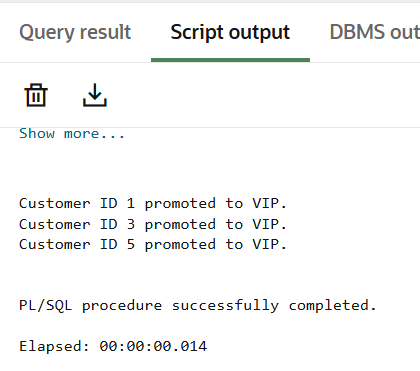 Query result Script output DBMS out
Show more...
Customer ID 1 promoted to VIP.
Customer ID 3 promoted to VIP.
Customer ID 5 promoted to VIP.
PL/SQL procedure successfully completed.
Elapsed: 00:00:00.014